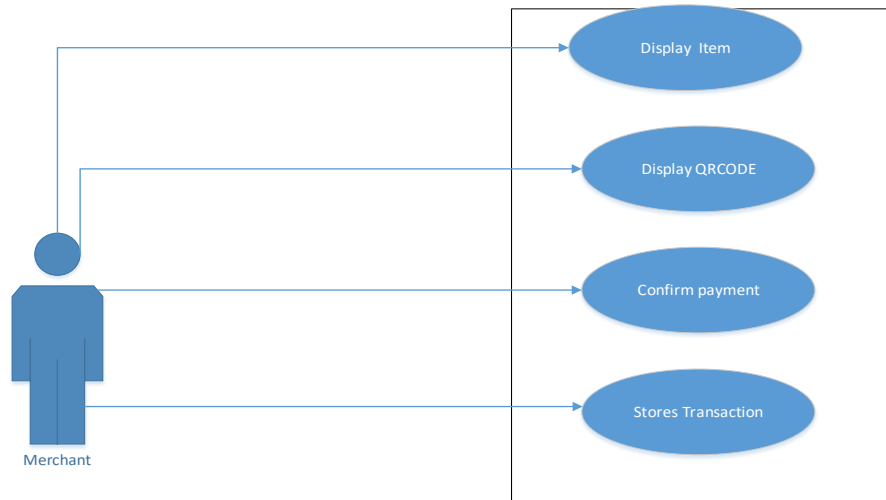 Display Item
Display QRCODE
Confirm payment
Stores Transaction
Merchant